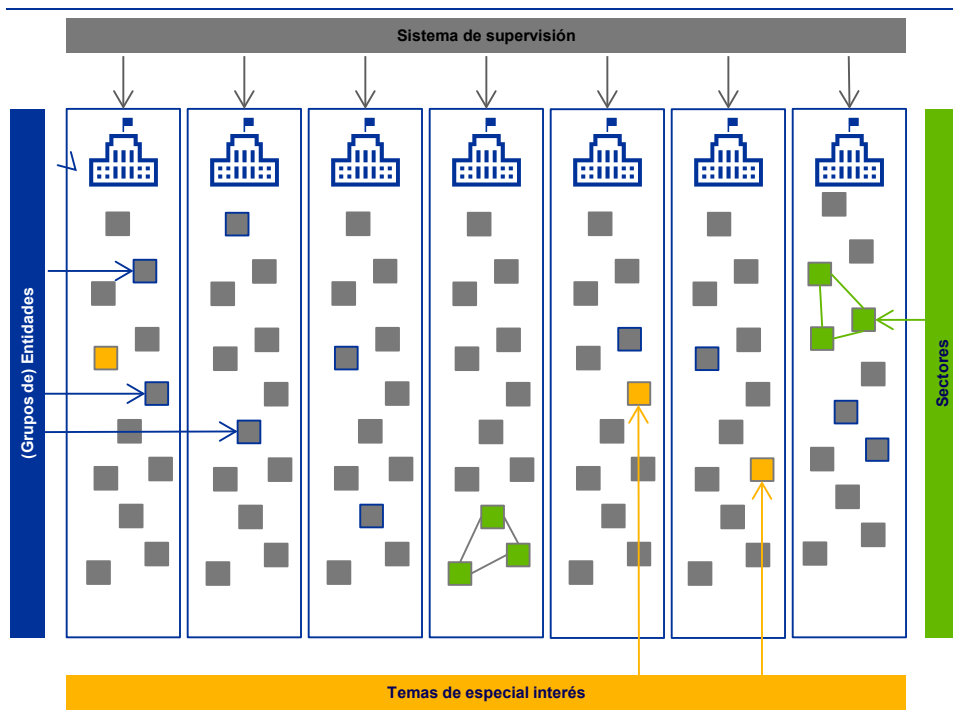 Sistema de supervisión
(Grupos de) Entidades
Sectores
Temas de especial interés